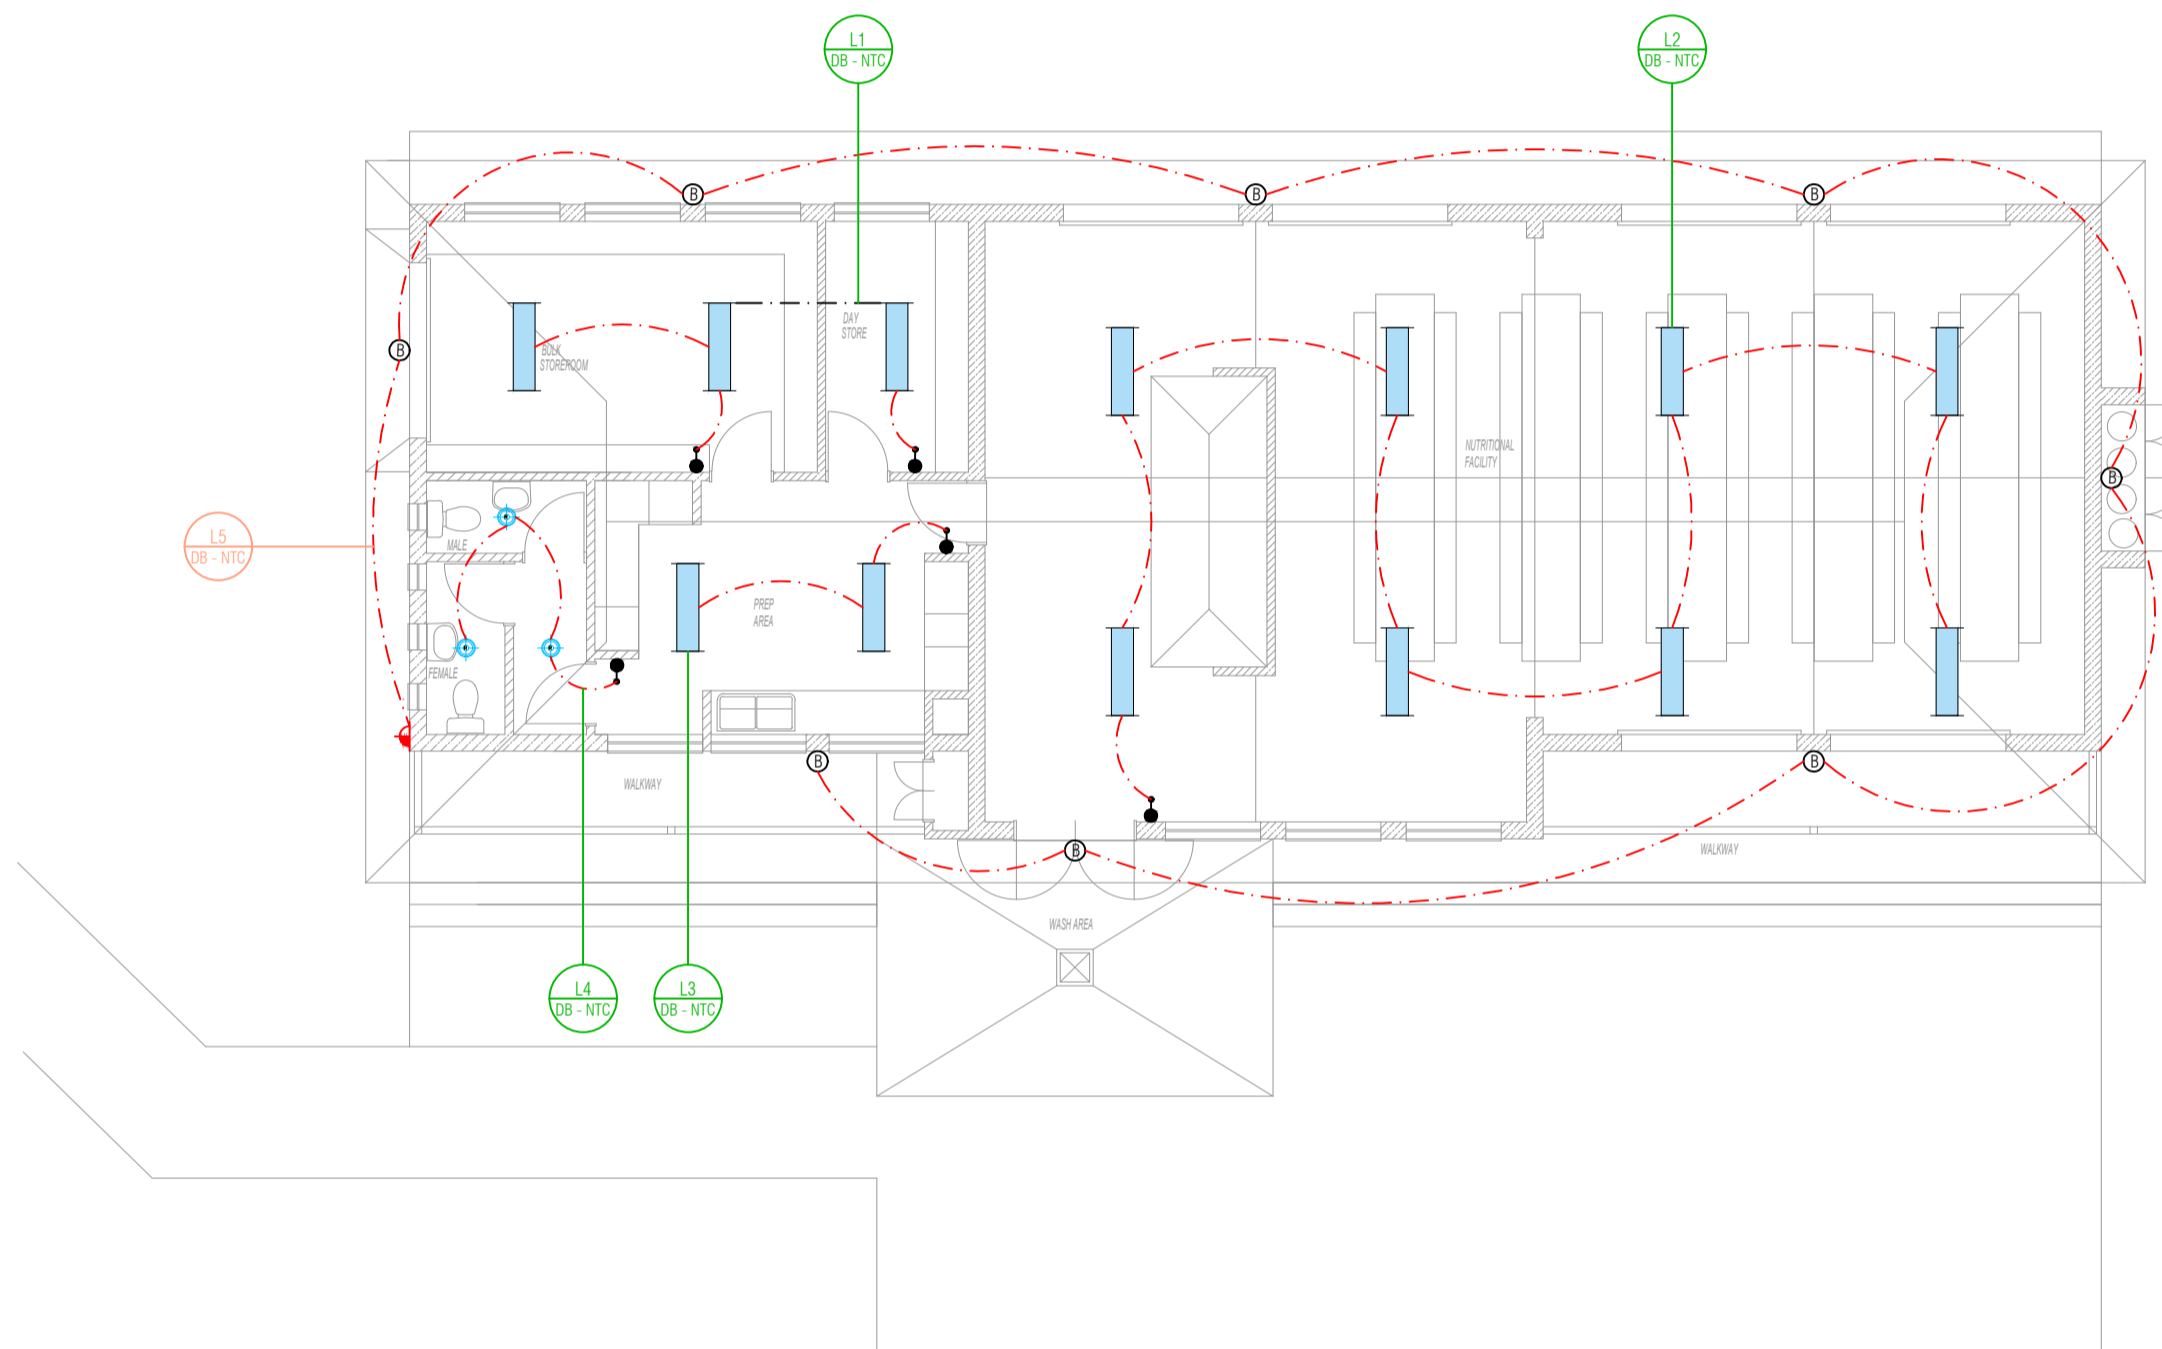 L1
DB - NTC
L2
DB - NTC
B
B
B
DAY
STORE
B
BULK
STOREROOM
NUTRITIONAL
FACILITY
B
L5
DB - NTC
MALE
PREP
AREA
FEMALE
B
B
WALKWAY
B
WALKWAY
WASH AREA
L4
DB - NTC
L3
DB - NTC